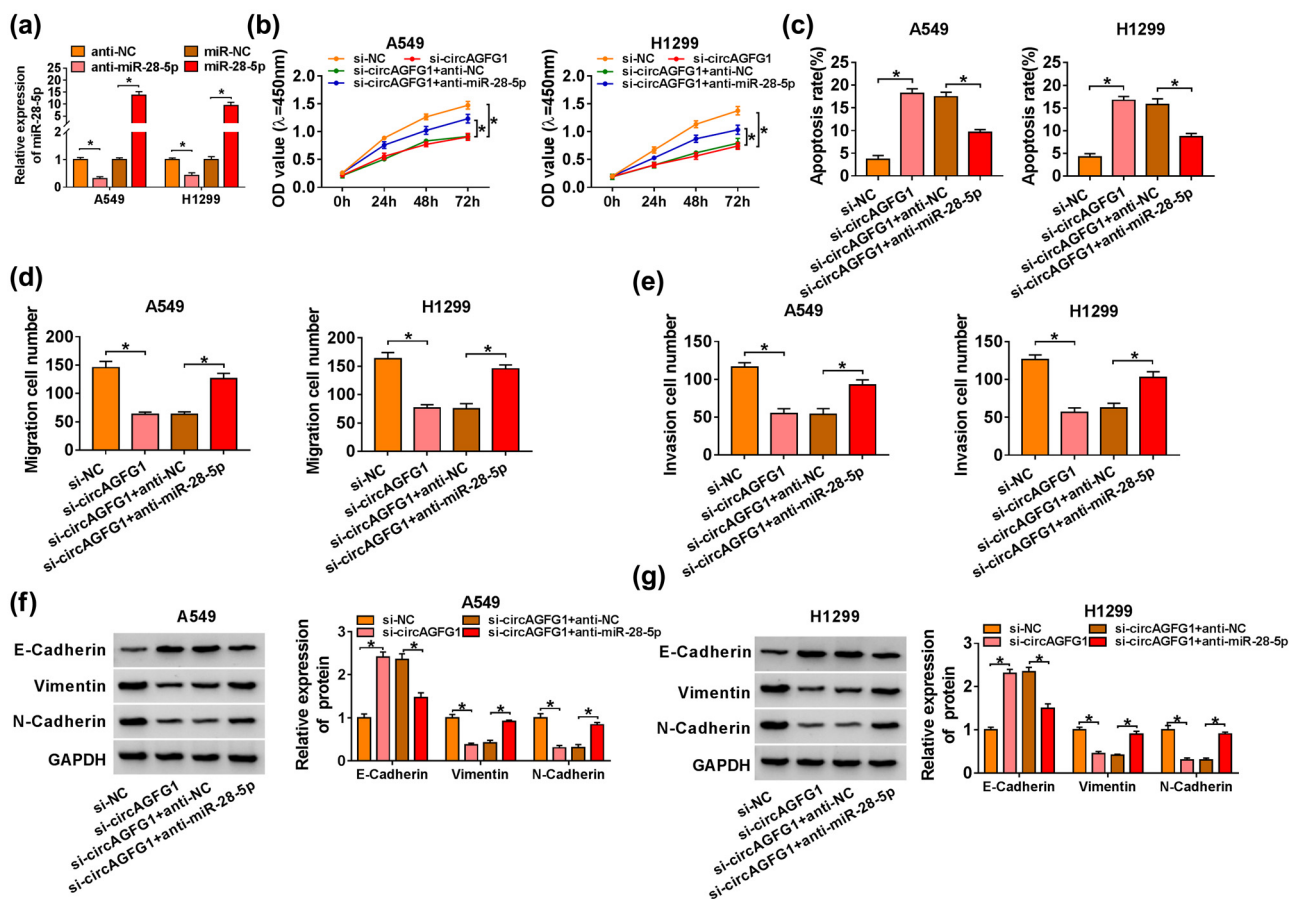 (a)
anti-NC
miR-NC
anti-miR-28-5p
miR-28-5p
Relative expression
of miR-28-5p
25
20
15
10
5
2
1
0
*
*
*
*
A549
H1299
(b)
A549
si-NC
si-circAGFG1
si-circAGFG1+anti-NC
si-circAGFG1+anti-miR-28-5p
OD value (λ=450nm)
2.0
1.5
1.0
0.5
0.0
0h
24h
48h
72h
*
*
H1299
si-NC
si-circAGFG1
si-circAGFG1+anti-NC
si-circAGFG1+anti-miR-28-5p
OD value (λ=450nm)
2.0
1.5
1.0
0.5
0.0
0h
24h
48h
72h
*
*
(c)
A549
Apoptosis rate(%)
25
20
15
10
5
0
*
*
si-NC
si-circAGFG1
si-circAGFG1+anti-NC
si-circAGFG1+anti-miR-28-5p
H1299
Apoptosis rate(%)
25
20
15
10
5
0
*
*
si-NC
si-circAGFG1
si-circAGFG1+anti-NC
si-circAGFG1+anti-miR-28-5p
(d)
A549
Migration cell number
200
150
100
50
0
*
*
si-NC
si-circAGFG1
si-circAGFG1+anti-NC
si-circAGFG1+anti-miR-28-5p
H1299
Migration cell number
200
150
100
50
0
*
*
si-NC
si-circAGFG1
si-circAGFG1+anti-NC
si-circAGFG1+anti-miR-28-5p
(e)
A549
Invasion cell number
150
100
50
0
*
*
si-NC
si-circAGFG1
si-circAGFG1+anti-NC
si-circAGFG1+anti-miR-28-5p
H1299
Invasion cell number
150
100
50
0
*
*
si-NC
si-circAGFG1
si-circAGFG1+anti-NC
si-circAGFG1+anti-miR-28-5p
(f)
A549
E-Cadherin
Vimentin
N-Cadherin
GAPDH
si-NC
si-circAGFG1
si-circAGFG1+anti-NC
si-circAGFG1+anti-miR-28-5p
A549
si-NC
si-circAGFG1+anti-NC
si-circAGFG1
si-circAGFG1+anti-miR-28-5p
Relative expression
of protein
3
2
1
0
*
*
*
*
*
*
E-Cadherin
Vimentin
N-Cadherin
(g)
H1299
E-Cadherin
Vimentin
N-Cadherin
GAPDH
si-NC
si-circAGFG1
si-circAGFG1+anti-NC
si-circAGFG1+anti-miR-28-5p
H1299
si-NC
si-circAGFG1+anti-NC
si-circAGFG1
si-circAGFG1+anti-miR-28-5p
Relative expression
of protein
3
2
1
0
*
*
*
*
*
*
E-Cadherin
Vimentin
N-Cadherin